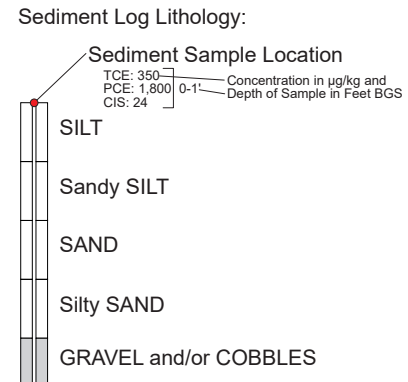 Sediment Log Lithology:
Sediment Sample Location
TCE: 350
PCE: 1,800 0-1'
CIS: 24
Concentration in µg/kg and
Depth of Sample in Feet BGS
SILT
Sandy SILT
SAND
Silty SAND
GRAVEL and/or COBBLES